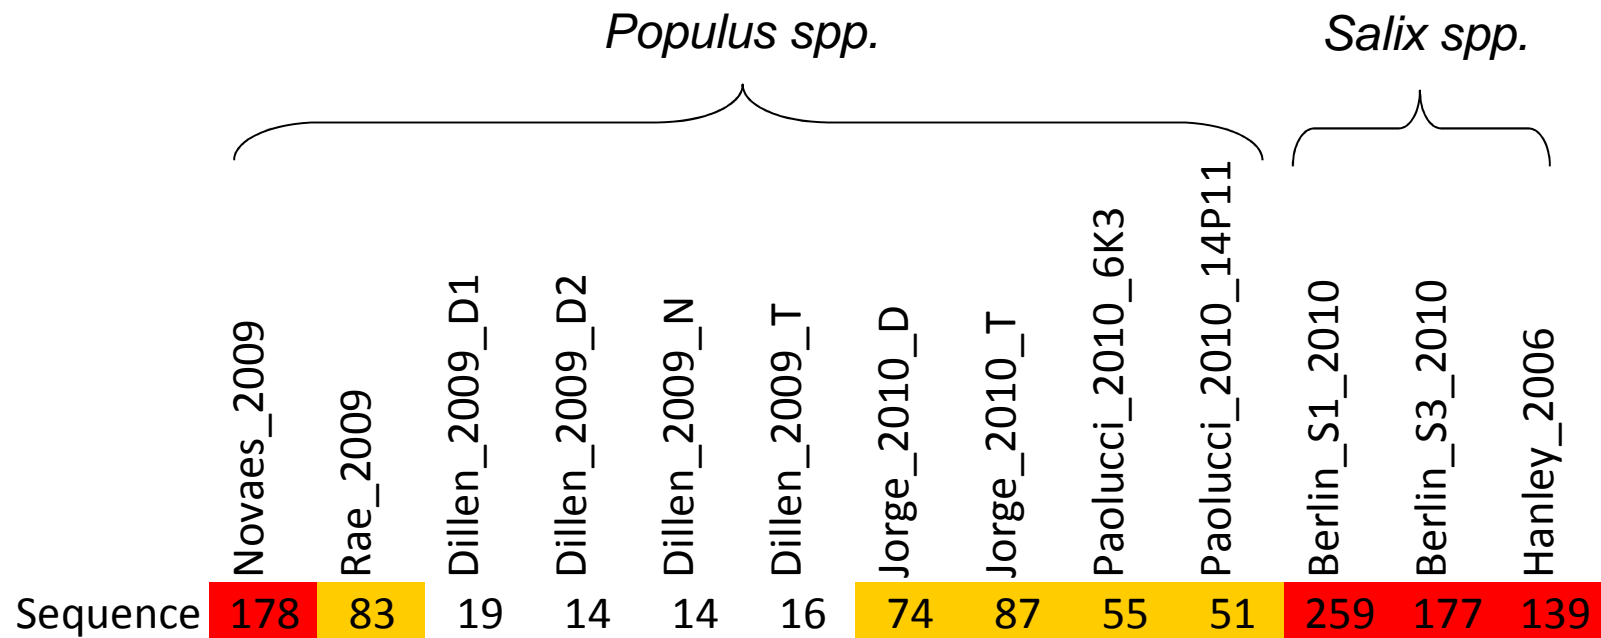 Populus spp.
Salix spp.
Novaes_2009
Rae_2009
Dillen_2009_D1
Dillen_2009_D2
Dillen_2009_N
Dillen_2009_T
Jorge_2010_D
Jorge_2010_T
Paolucci_2010_6K3
Paolucci_2010_14P11
Berlin_S1_2010
Berlin_S3_2010
Hanley_2006
Sequence 178 83 19 14 14 16 74 87 55 51 259 177 139